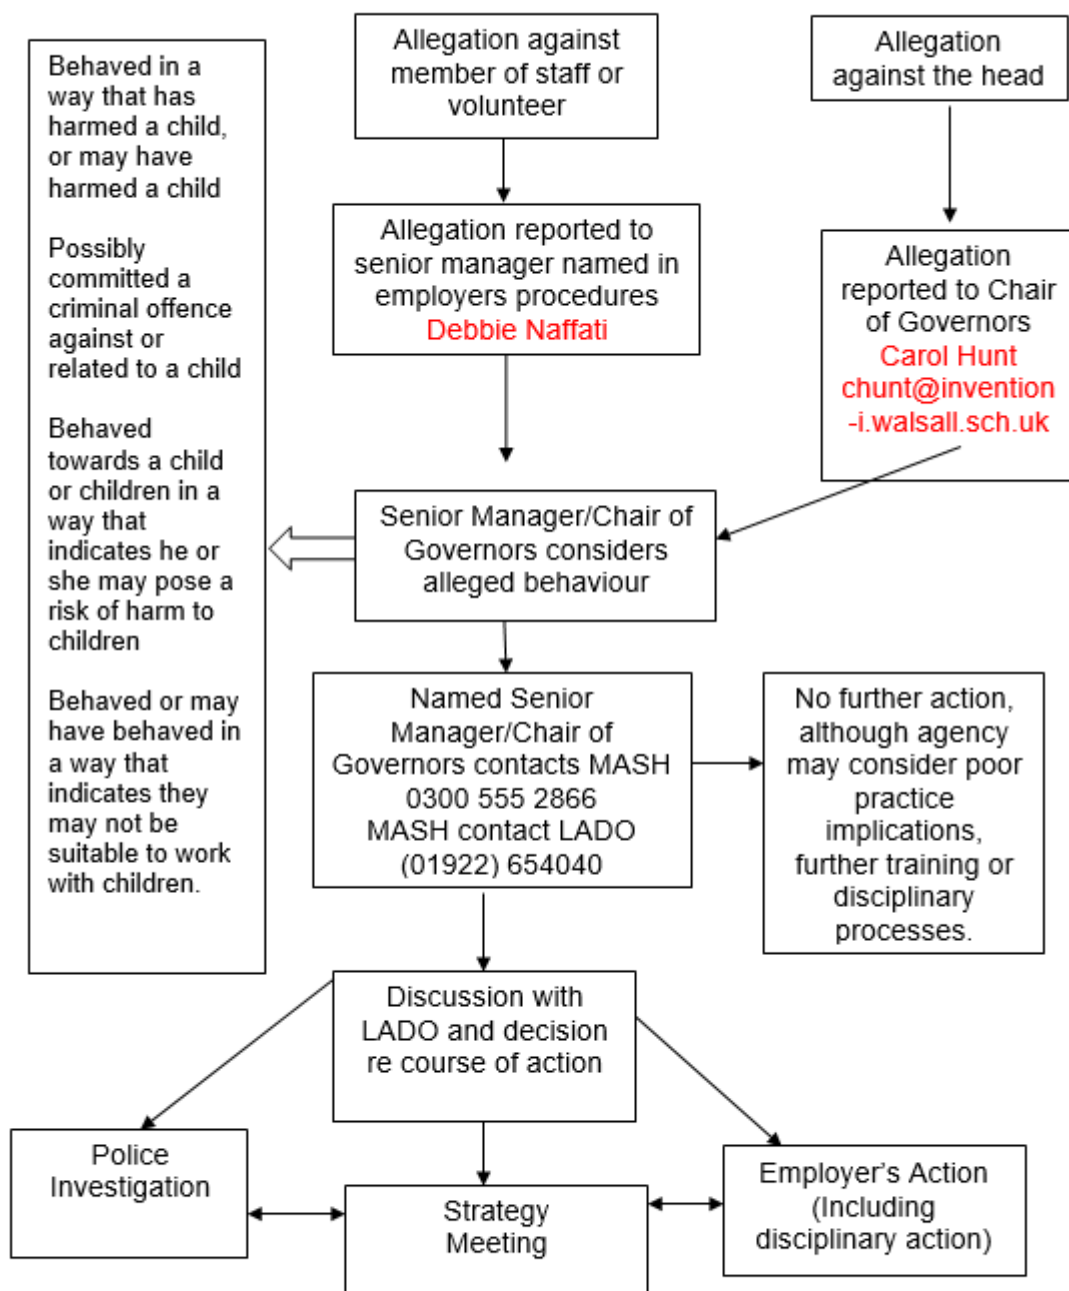 Allegation against
member of staff or
volunteer
Allegation
against the head
Behaved in a
way that has
harmed a child,
or may have
harmed a child
Possibly
committed a
criminal offence
against or
related to a child
Behaved
towards a child
or children in a
way that
indicates he or
she may pose a
risk of harm to
children
Behaved or may
have behaved in
a way that
indicates they
may not be
suitable to work
with children.
Allegation reported to
senior manager named in
employers procedures
Debbie Naffati
Allegation
reported to Chair
of Governors
Carol Hunt
chunt@invention
-i.walsall.sch.uk
Senior Manager/Chair of
Governors considers
alleged behaviour
Named Senior
Manager/Chair of
Governors contacts MASH
0300 555 2866
MASH contact LADO
(01922) 654040
No further action,
although agency
may consider poor
practice
implications,
further training or
disciplinary
processes.
Discussion with
LADO and decision
re course of action
Police
Investigation
Strategy
Meeting
Employer’s Action
(Including
disciplinary action)